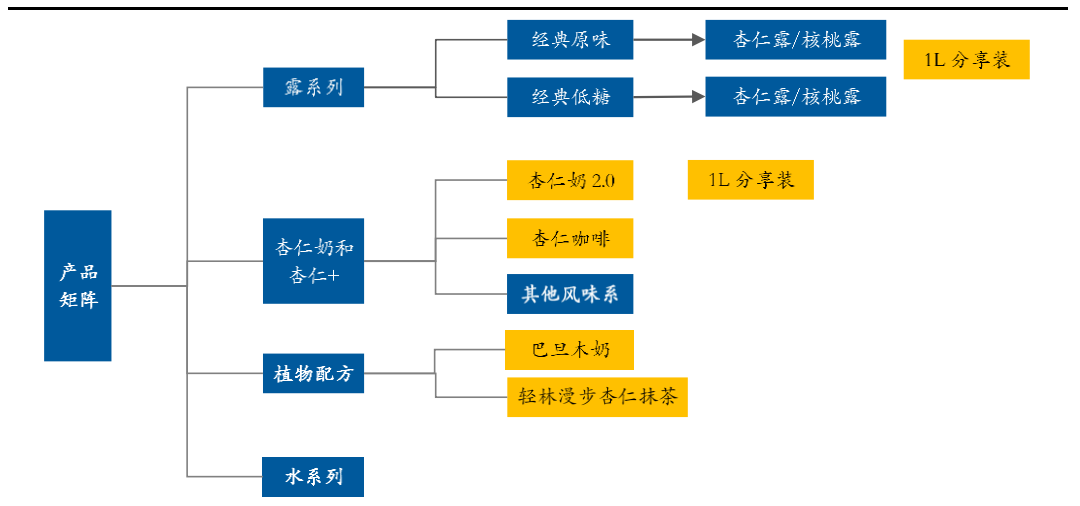 产品
矩阵
露系列
经典原味
杏仁露/核桃露
经典低糖
杏仁露/核桃露
1L 分享装
杏仁奶和
杏仁+
杏仁奶 2.0
1L 分享装
杏仁咖啡
其他风味系
植物配方
巴旦木奶
轻林漫步杏仁抹茶
水系列